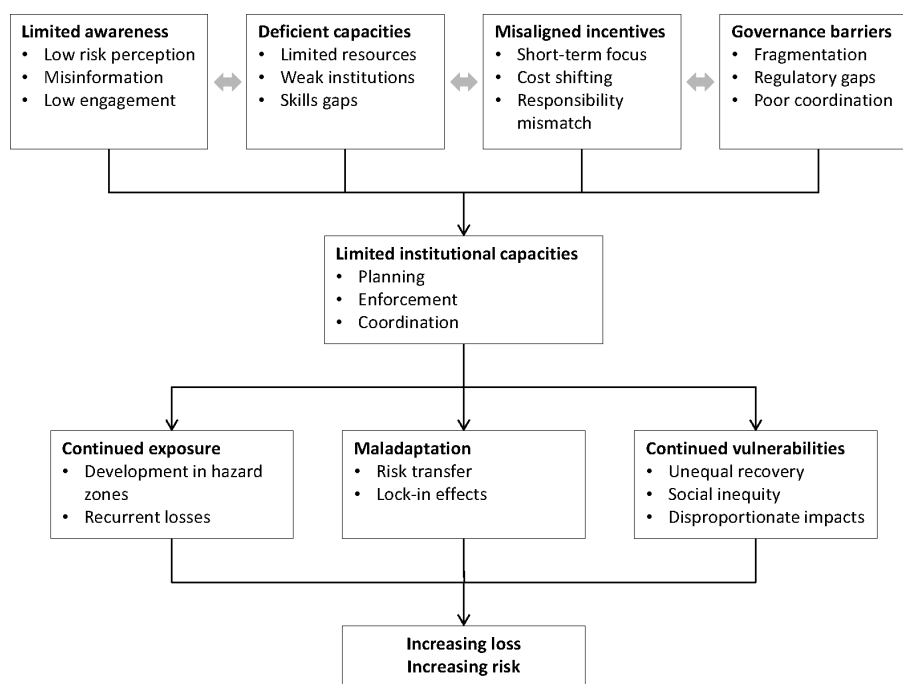 Limited awareness
• Low risk perception
• Misinformation
• Low engagement
Deficient capacities
• Limited resources
• Weak institutions
• Skills gaps
Misaligned incentives
• Short-term focus
• Cost shifting
• Responsibility
mismatch
Governance barriers
• Fragmentation
• Regulatory gaps
• Poor coordination
Limited institutional capacities
• Planning
• Enforcement
• Coordination
Continued exposure
• Development in hazard
zones
• Recurrent losses
Maladaptation
• Risk transfer
• Lock-in effects
Continued vulnerabilities
• Unequal recovery
• Social inequity
• Disproportionate impacts
Increasing loss
Increasing risk